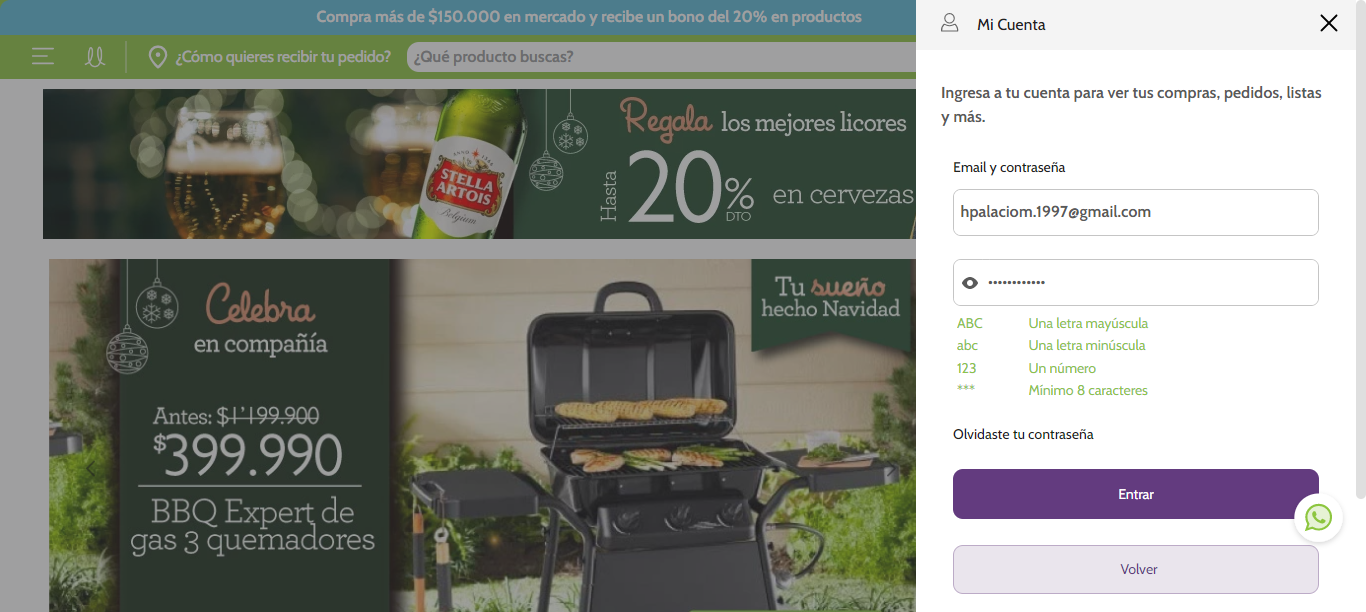 Compra más de $150.000 en mercado y recibe un bono del 20% en productos
¿Cómo quieres recibir tu pedido?
¿Qué producto buscas?
Regala los mejores licores
Hasta
20%
DTO
en cervezas
STELLA
ARTOIS
Belgium
Celebra
en compañía
Antes: $1'199.900
$399.990
BBQ Expert de
gas 3 quemadores
Tu sueño
hecho Navidad
Mi Cuenta
Ingresa a tu cuenta para ver tus compras, pedidos, listas
y más.
Email y contraseña
hpalaciom.1997@gmail.com
••••••••••••
ABC Una letra mayúscula
abc Una letra minúscula
123 Un número
*** Mínimo 8 caracteres
Olvidaste tu contraseña
Entrar
Volver